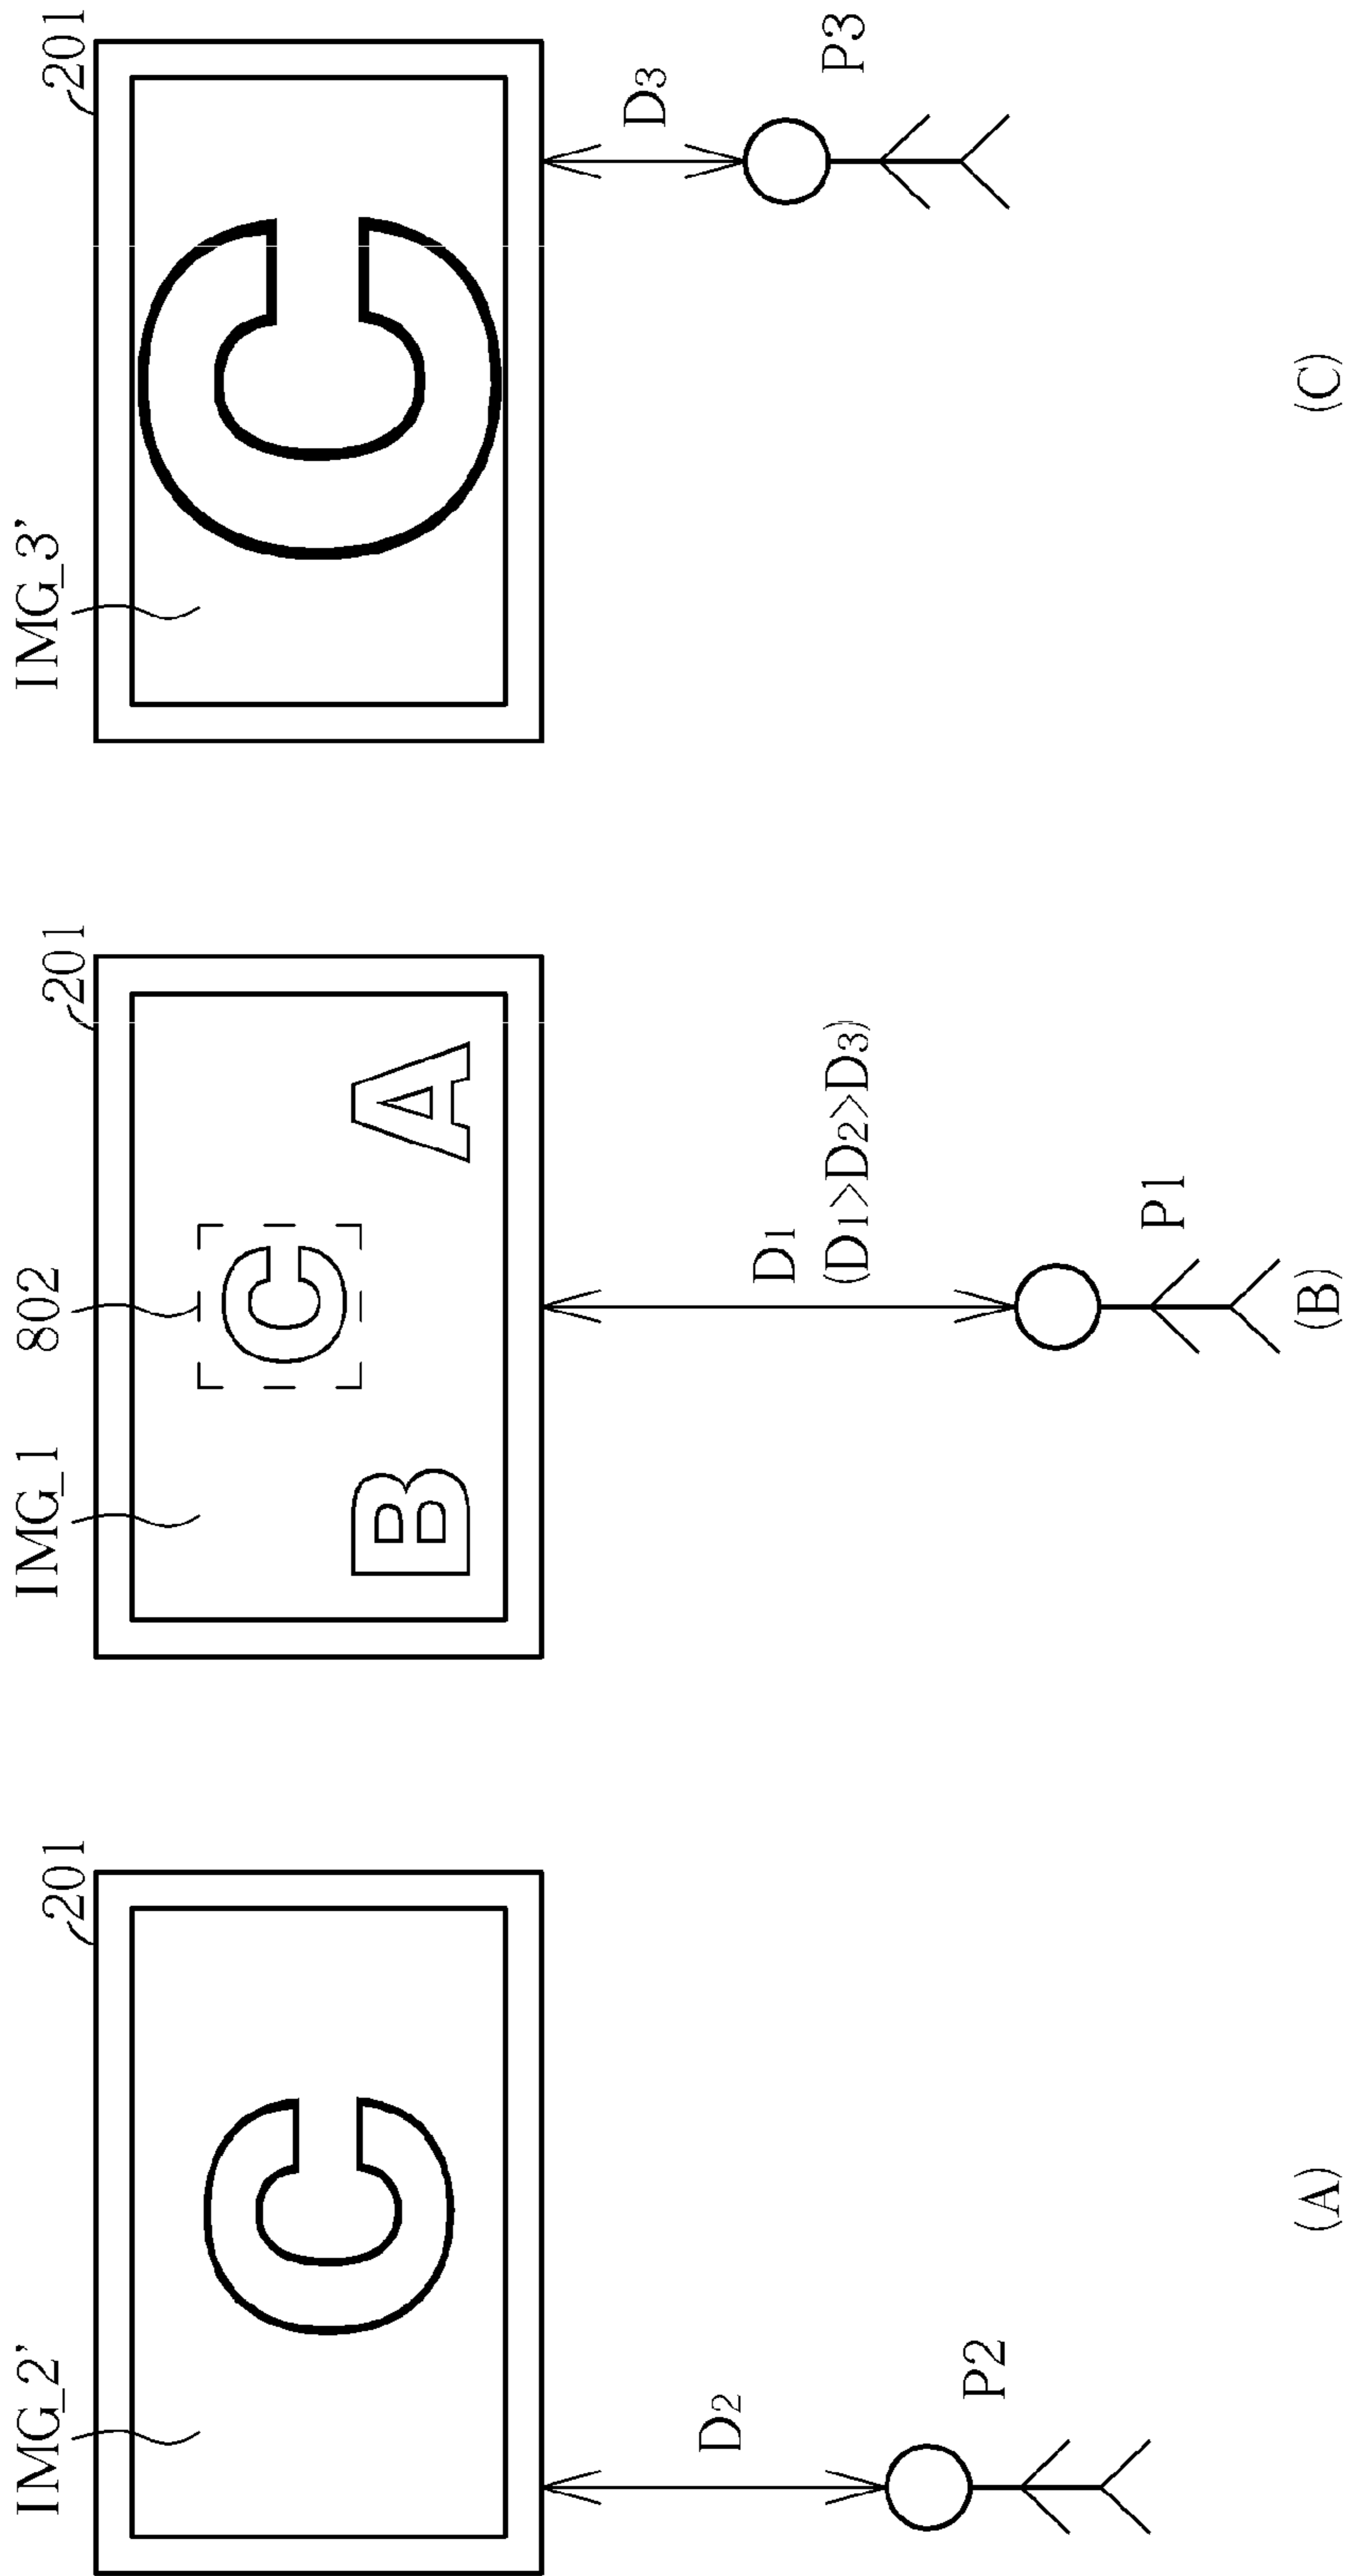 IMG_2' 201
C
D2
P2
(A)
IMG_1 802 201
B C A
D1
(D1>D2>D3)
P1
(B)
IMG_3' 201
C
D3
P3
(C)